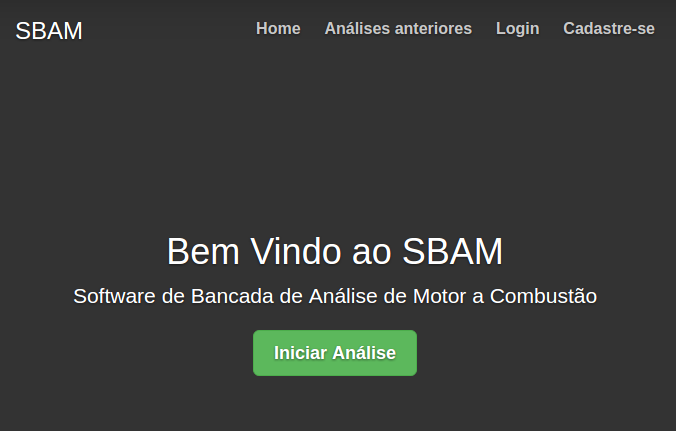 SBAM
Home Análises anteriores Login Cadastre-se
Bem Vindo ao SBAM
Software de Bancada de Análise de Motor a Combustão
Iniciar Análise